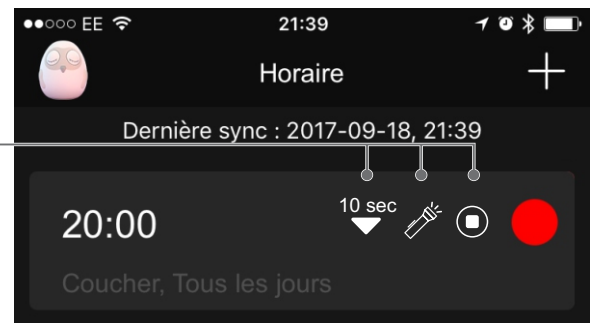 EE 21:39
Horaire
Dernière sync : 2017-09-18, 21:39
10 sec
20:00
Coucher, Tous les jours